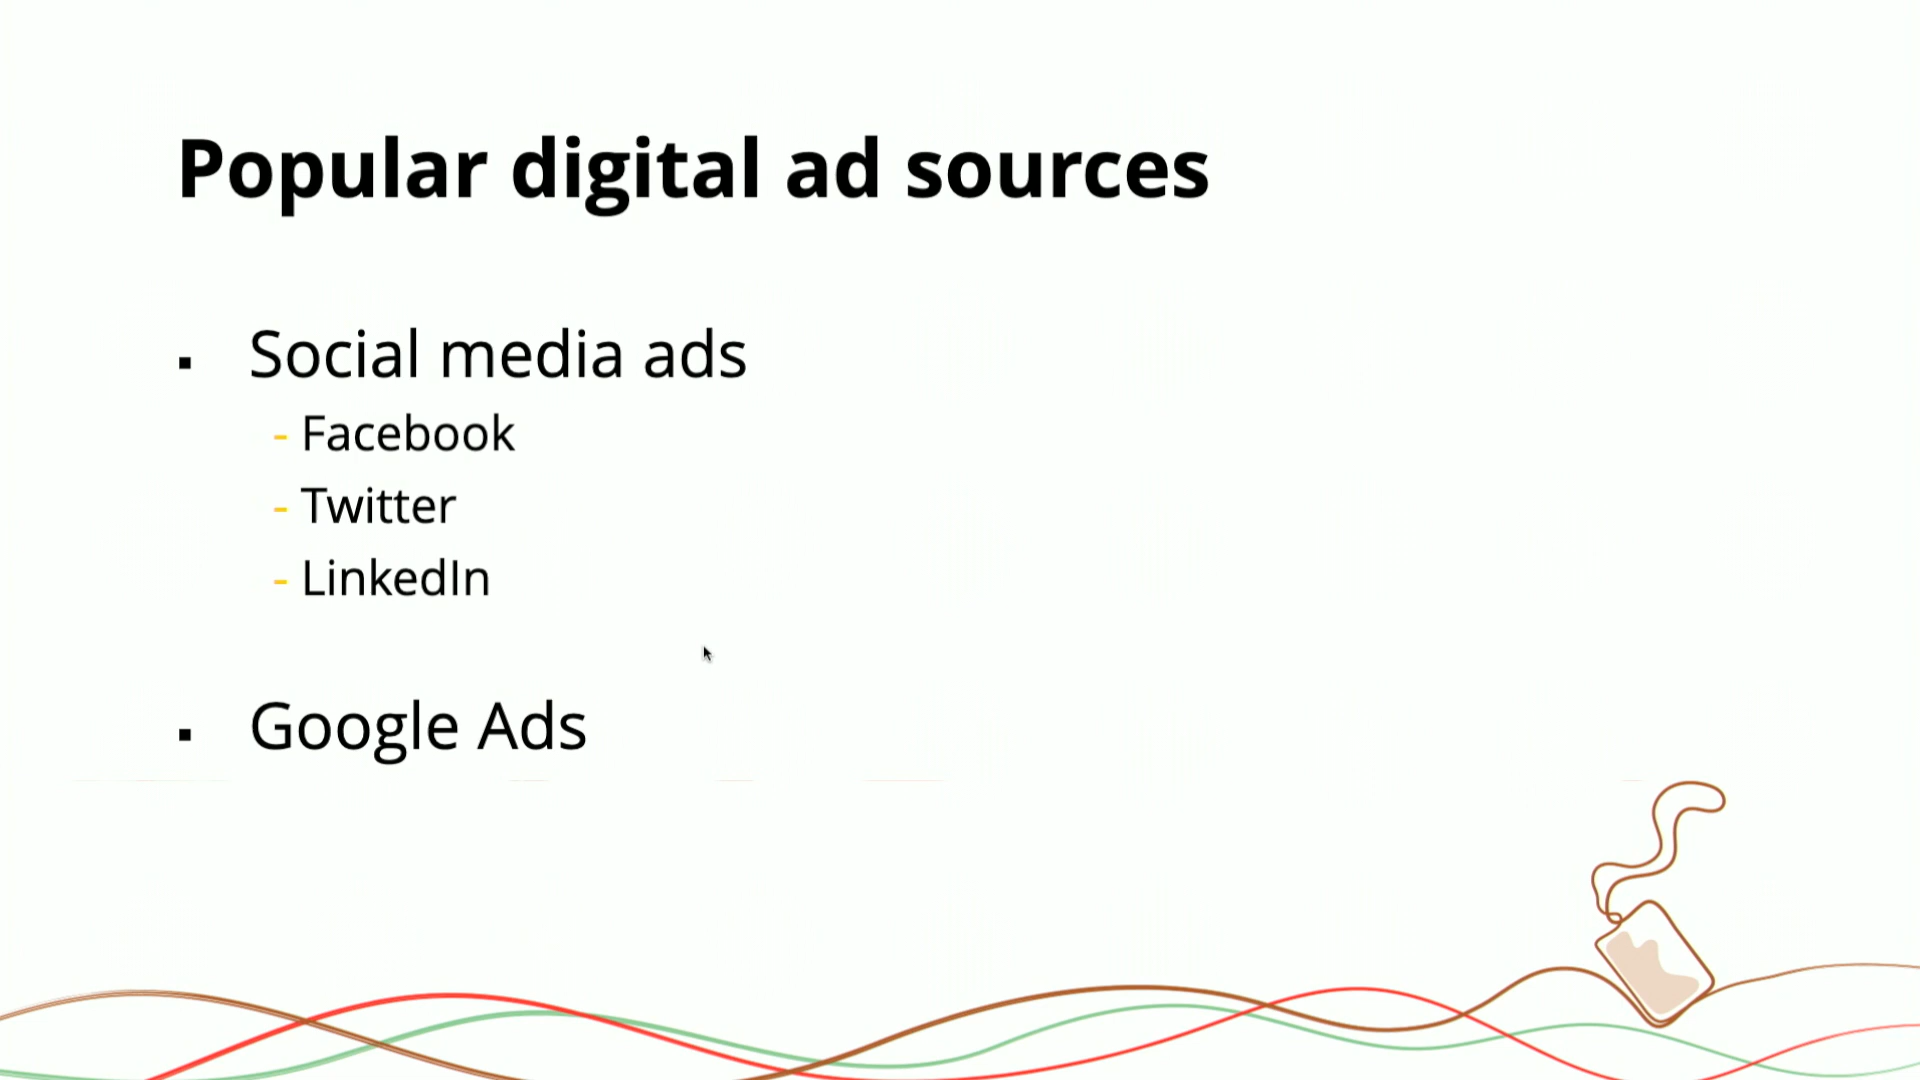 Popular digital ad sources
▪ Social media ads
- Facebook
- Twitter
- LinkedIn
▪ Google Ads